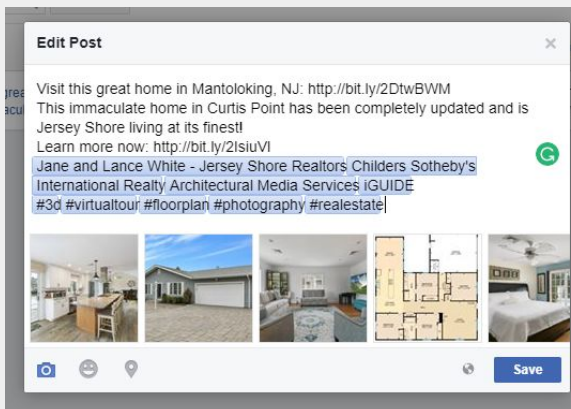 Edit Post
Visit this great home in Mantoloking, NJ: http://bit.ly/2DtwBWM
This immaculate home in Curtis Point has been completely updated and is
Jersey Shore living at its finest!
Learn more now: http://bit.ly/2IsiuVI
Jane and Lance White - Jersey Shore Realtors Childers Sotheby's
International Realty Architectural Media Services iGUIDE
#3d #virtualtour #floorplan #photography #realestate
Save